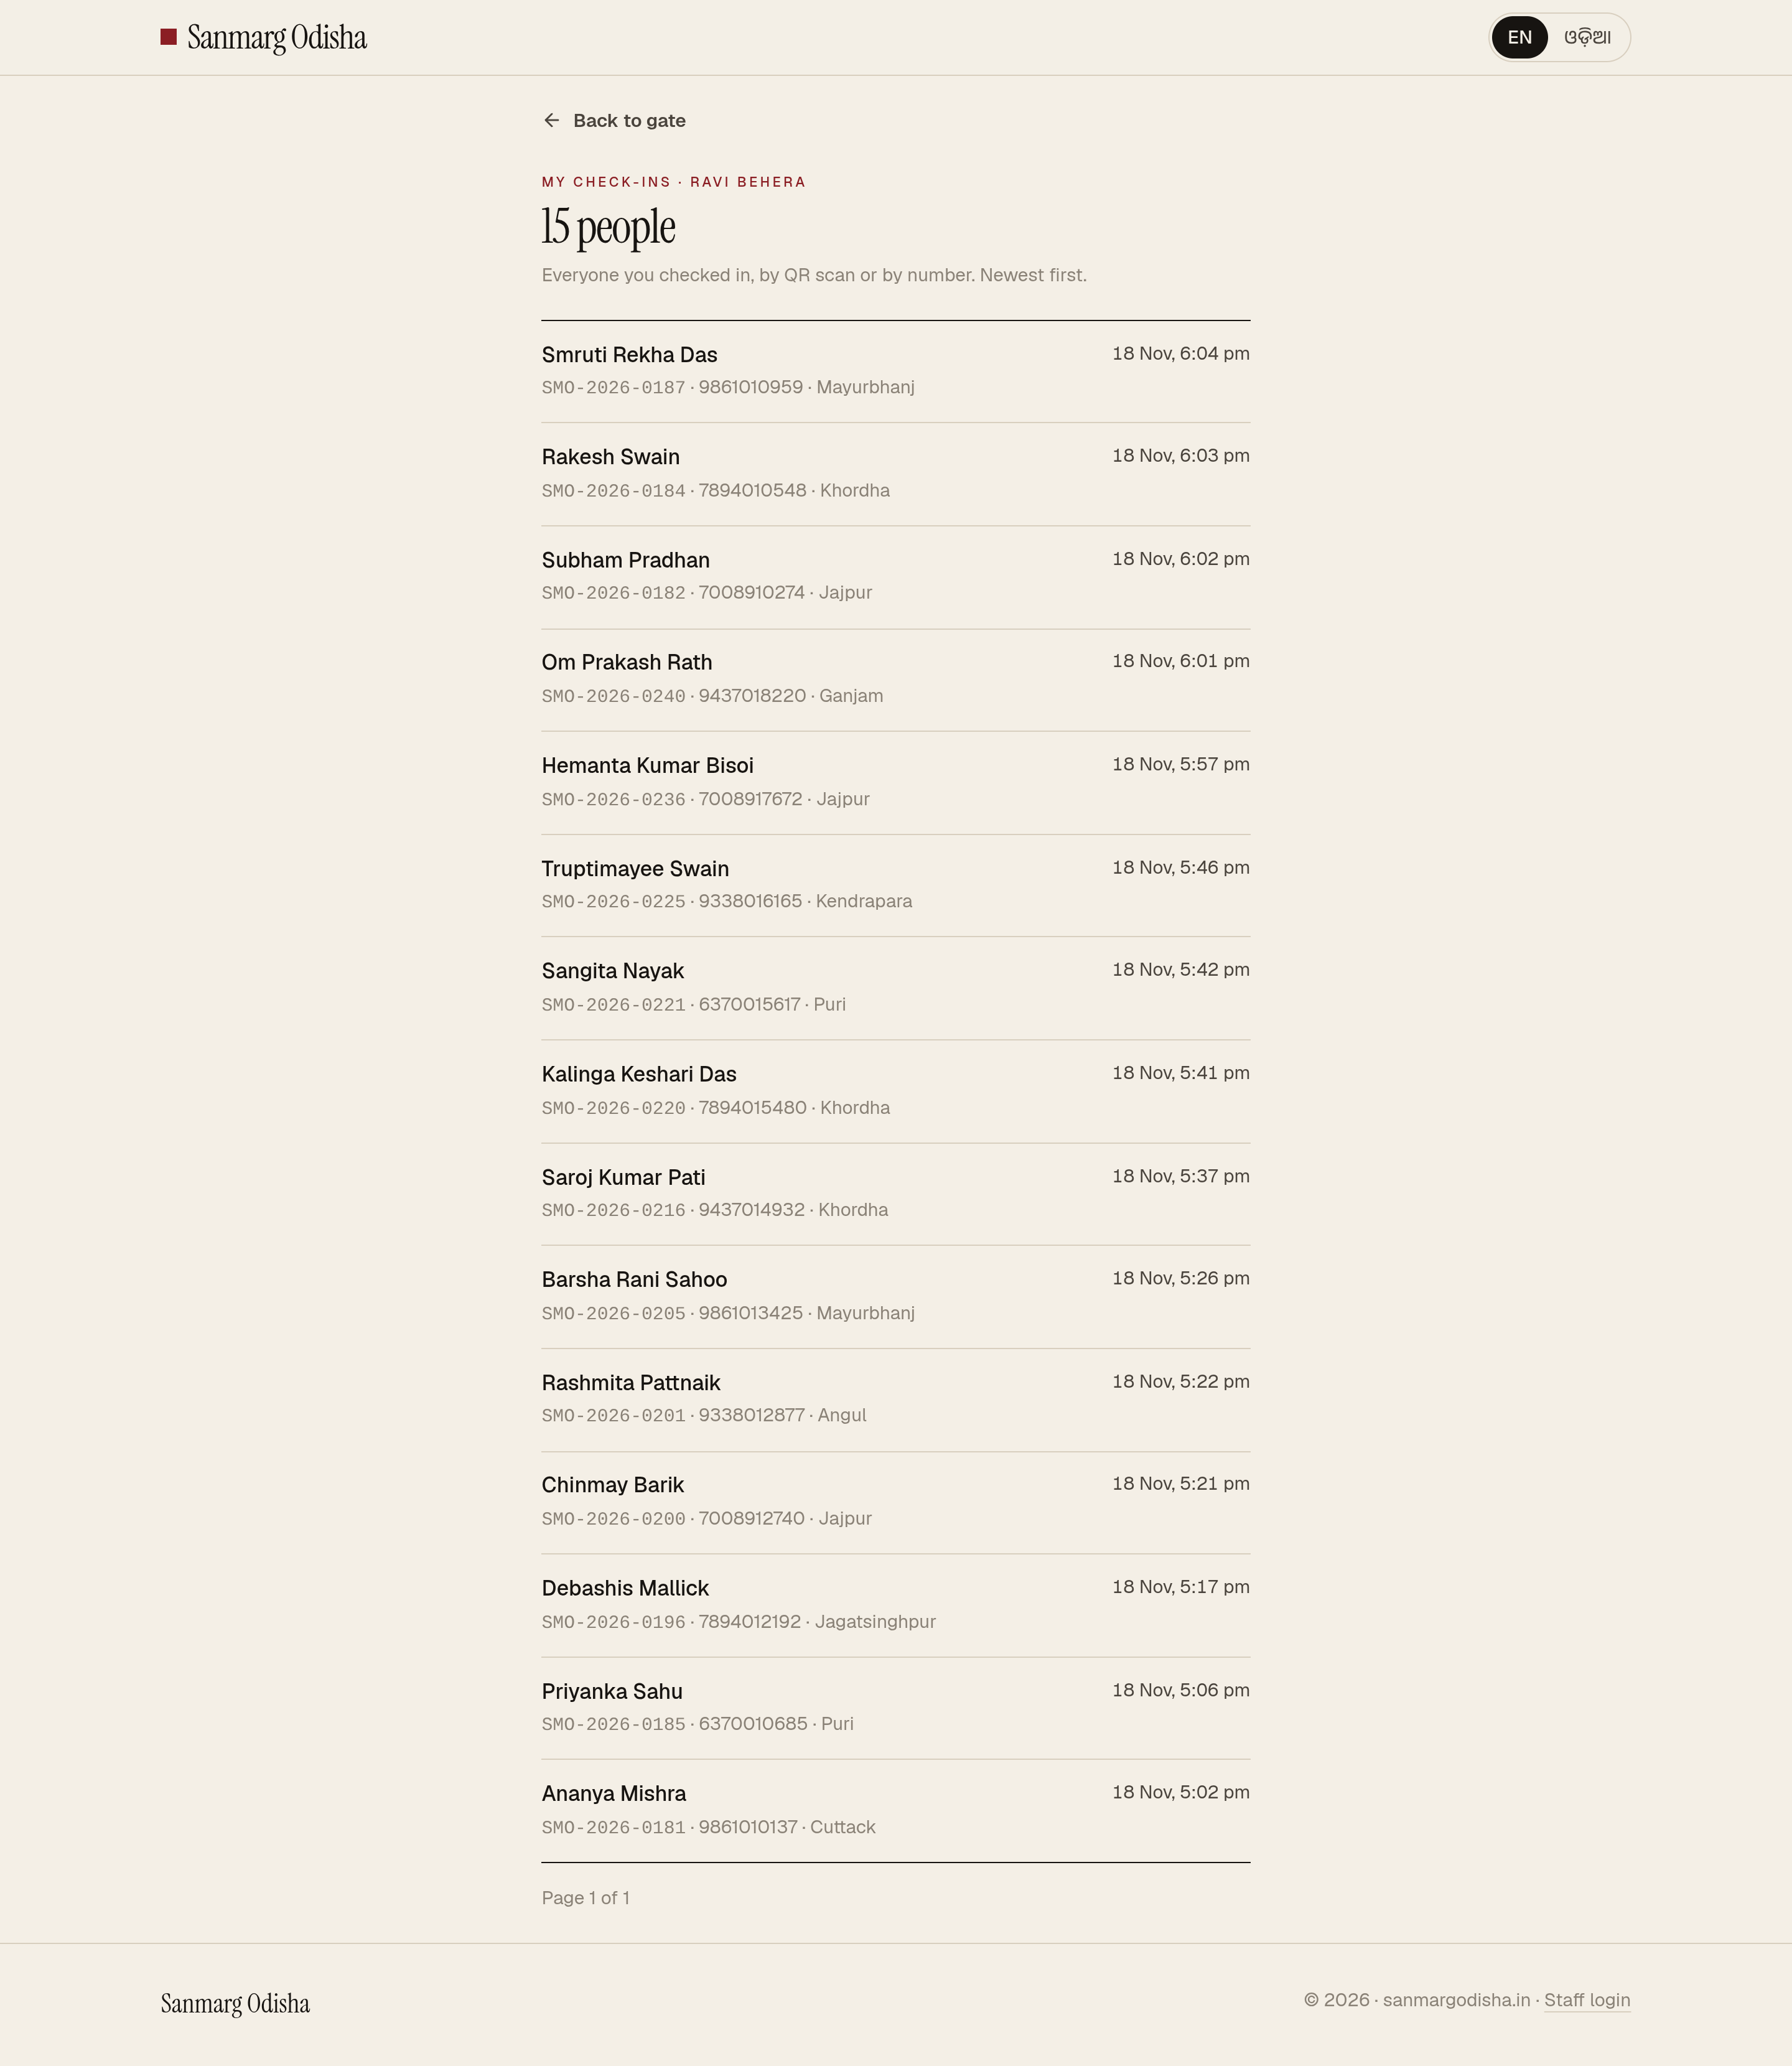 Sanmarg Odisha
EN ଓଡ଼ିଆ
← Back to gate
MY CHECK-INS · RAVI BEHERA
15 people
Everyone you checked in, by QR scan or by number. Newest first.
Smruti Rekha Das 18 Nov, 6:04 pm
SMO-2026-0187 · 9861010959 · Mayurbhanj
Rakesh Swain 18 Nov, 6:03 pm
SMO-2026-0184 · 7894010548 · Khordha
Subham Pradhan 18 Nov, 6:02 pm
SMO-2026-0182 · 7008910274 · Jajpur
Om Prakash Rath 18 Nov, 6:01 pm
SMO-2026-0240 · 9437018220 · Ganjam
Hemanta Kumar Bisoi 18 Nov, 5:57 pm
SMO-2026-0236 · 7008917672 · Jajpur
Truptimayee Swain 18 Nov, 5:46 pm
SMO-2026-0225 · 9338016165 · Kendrapara
Sangita Nayak 18 Nov, 5:42 pm
SMO-2026-0221 · 6370015617 · Puri
Kalinga Keshari Das 18 Nov, 5:41 pm
SMO-2026-0220 · 7894015480 · Khordha
Saroj Kumar Pati 18 Nov, 5:37 pm
SMO-2026-0216 · 9437014932 · Khordha
Barsha Rani Sahoo 18 Nov, 5:26 pm
SMO-2026-0205 · 9861013425 · Mayurbhanj
Rashmita Pattnaik 18 Nov, 5:22 pm
SMO-2026-0201 · 9338012877 · Angul
Chinmay Barik 18 Nov, 5:21 pm
SMO-2026-0200 · 7008912740 · Jajpur
Debashis Mallick 18 Nov, 5:17 pm
SMO-2026-0196 · 7894012192 · Jagatsinghpur
Priyanka Sahu 18 Nov, 5:06 pm
SMO-2026-0185 · 6370010685 · Puri
Ananya Mishra 18 Nov, 5:02 pm
SMO-2026-0181 · 9861010137 · Cuttack
Page 1 of 1
Sanmarg Odisha
© 2026 · sanmargodisha.in · Staff login